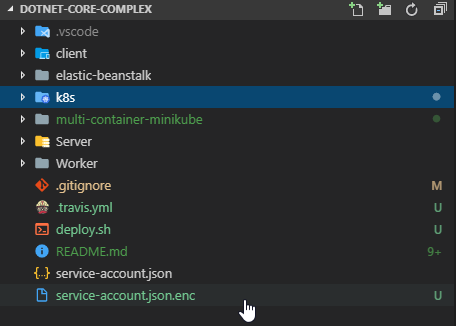 DOTNET-CORE-COMPLEX
.vscode
client
elastic-beanstalk
k8s
multi-container-minikube
Server
Worker
.gitignore M
.travis.yml U
deploy.sh U
README.md 9+
service-account.json
service-account.json.enc U